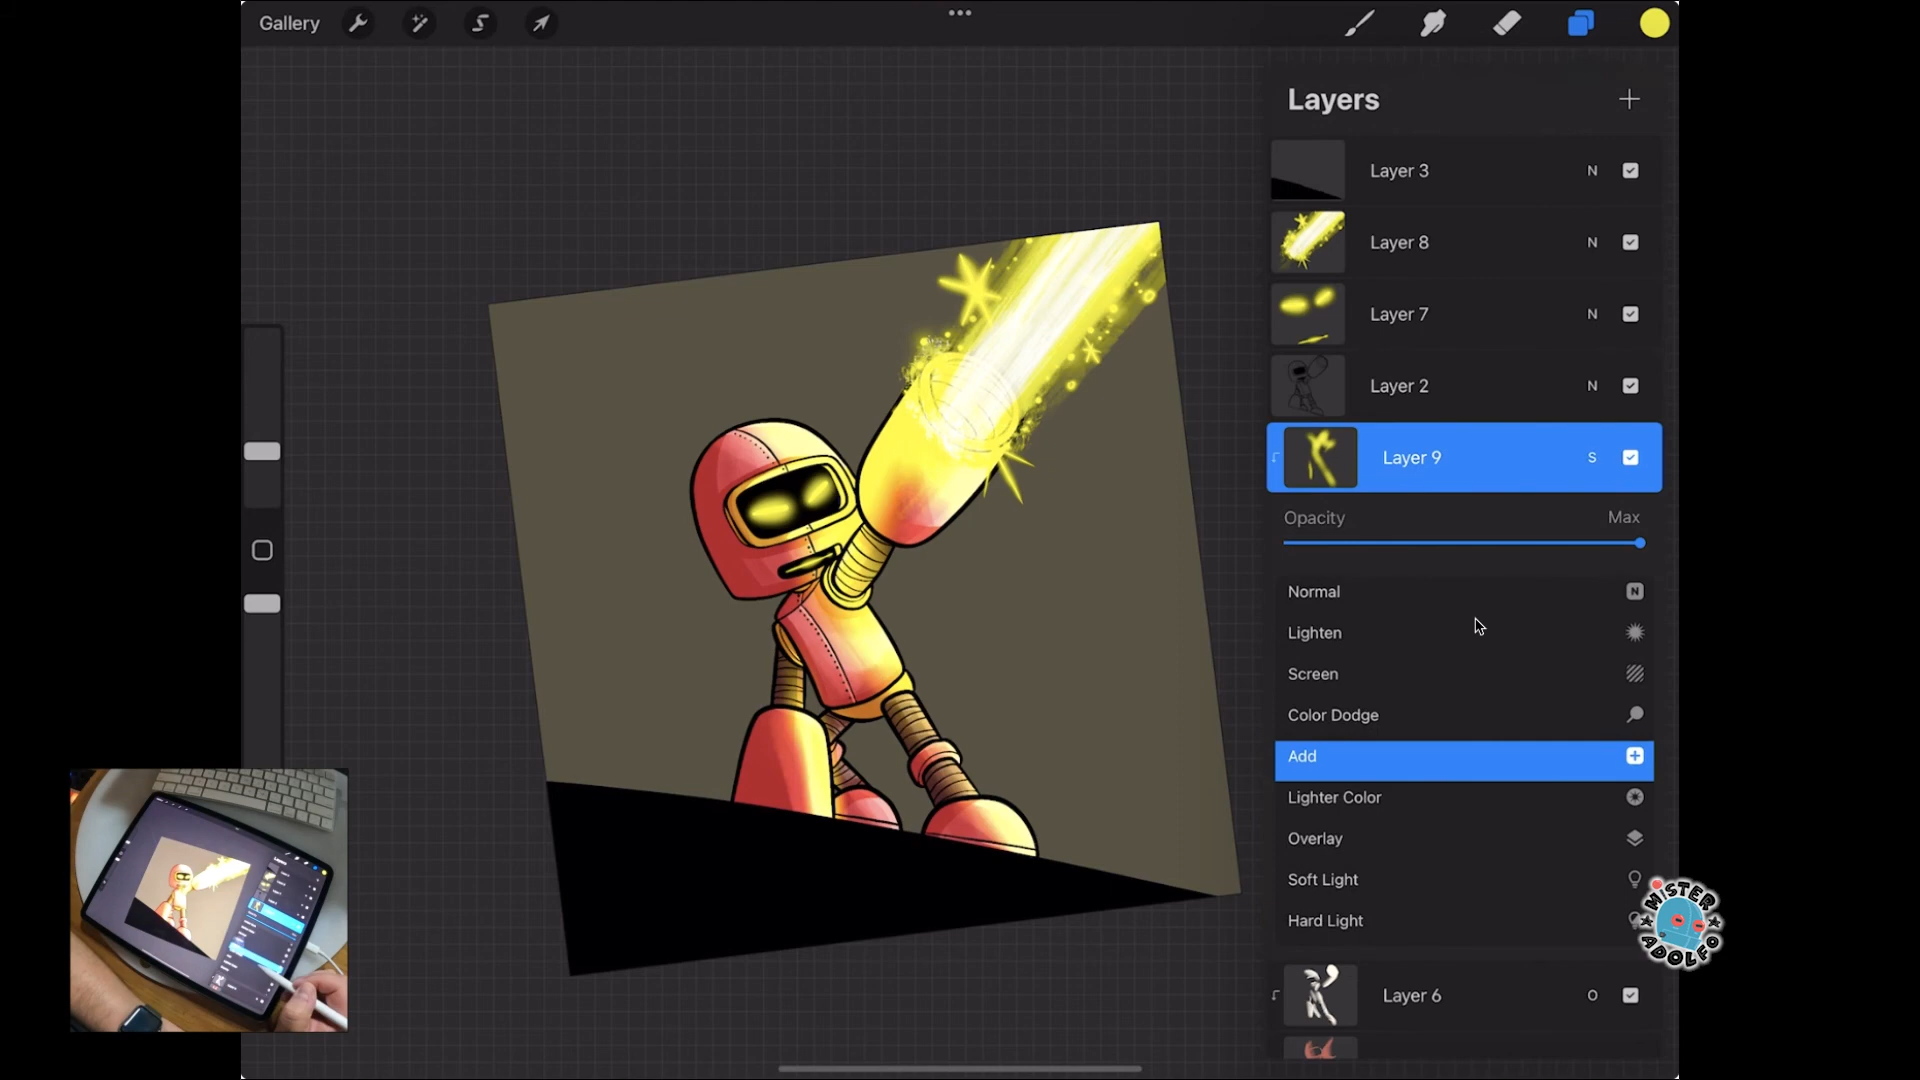 Gallery
Layers
Layer 3 N
Layer 8 N
Layer 7 N
Layer 2 N
Layer 9 S
Opacity Max
Normal N
Lighten
Screen
Color Dodge
Add
Lighter Color
Overlay
Soft Light
Hard Light
MiSTER
ADOLFO
Layer 6 O